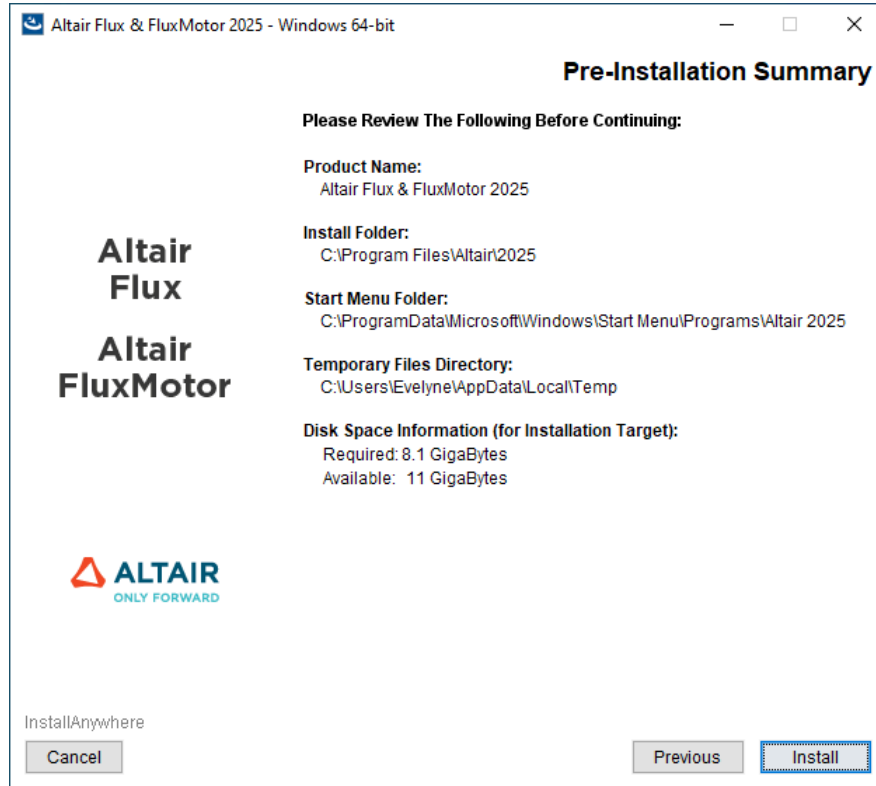 Altair Flux & FluxMotor 2025 - Windows 64-bit
Pre-Installation Summary
Please Review The Following Before Continuing:
Product Name:
Altair Flux & FluxMotor 2025
Install Folder:
C:\Program Files\Altair\2025
Start Menu Folder:
C:\ProgramData\Microsoft\Windows\Start Menu\Programs\Altair 2025
Temporary Files Directory:
C:\Users\Evelyne\AppData\Local\Temp
Disk Space Information (for Installation Target):
Required: 8.1 GigaBytes
Available: 11 GigaBytes
Altair
Flux
Altair
FluxMotor
ALTAIR
ONLY FORWARD
InstallAnywhere
Cancel
Previous
Install